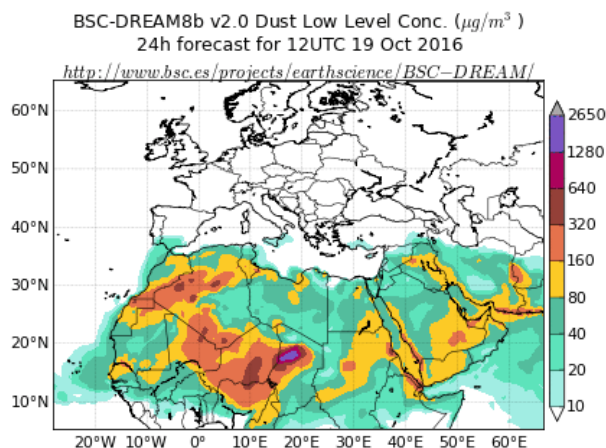 BSC-DREAM8b v2.0 Dust Low Level Conc. (μg/m³ )
24h forecast for 12UTC 19 Oct 2016
http://www.bsc.es/projects/earthscience/BSC−DREAM/
60°N
50°N
40°N
30°N
20°N
10°N
20°W 10°W 0° 10°E 20°E 30°E 40°E 50°E 60°E
2650
1280
640
320
160
80
40
20
10